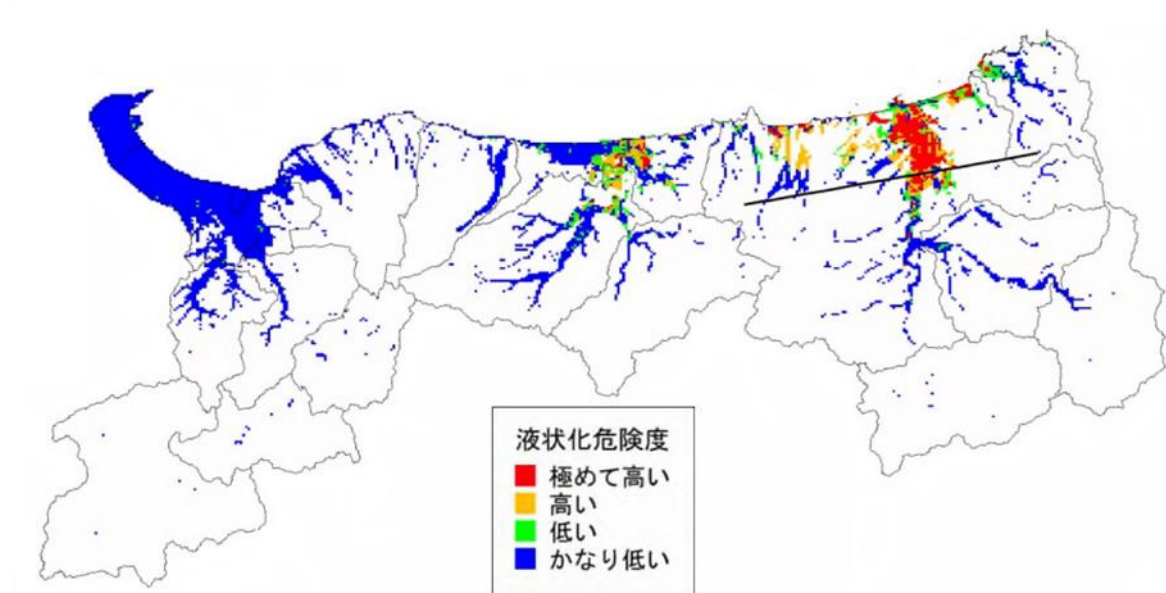 液状化危険度
極めて高い
高い
低い
かなり低い